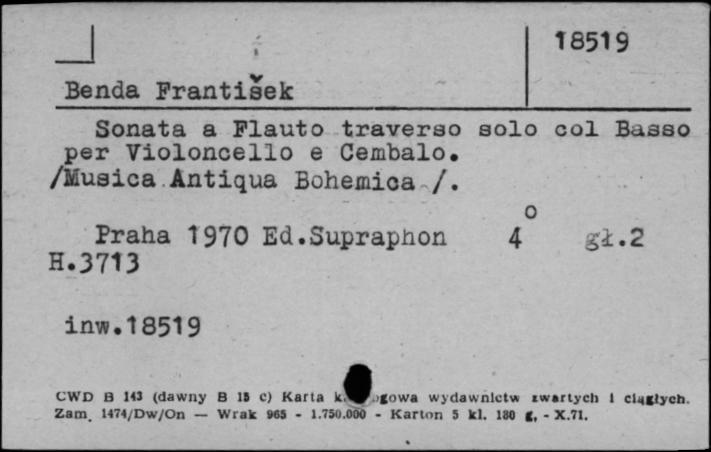 18519
Benda František
Sonata a Flauto traverso solo col Basso
per Violoncello e Cembalo.
/Musica Antiqua Bohemica /.
Praha 1970 Ed.Supraphon 4° gł.2
H.3713
inw.18519
CWD B 143 (dawny B 15 c) Karta wydawnictw zwartych i ciągłych.
Zam. 1474/Dw/On — Wrak 965 - 1.750.000 - Karton 5 kl. 180 g, - X.71.